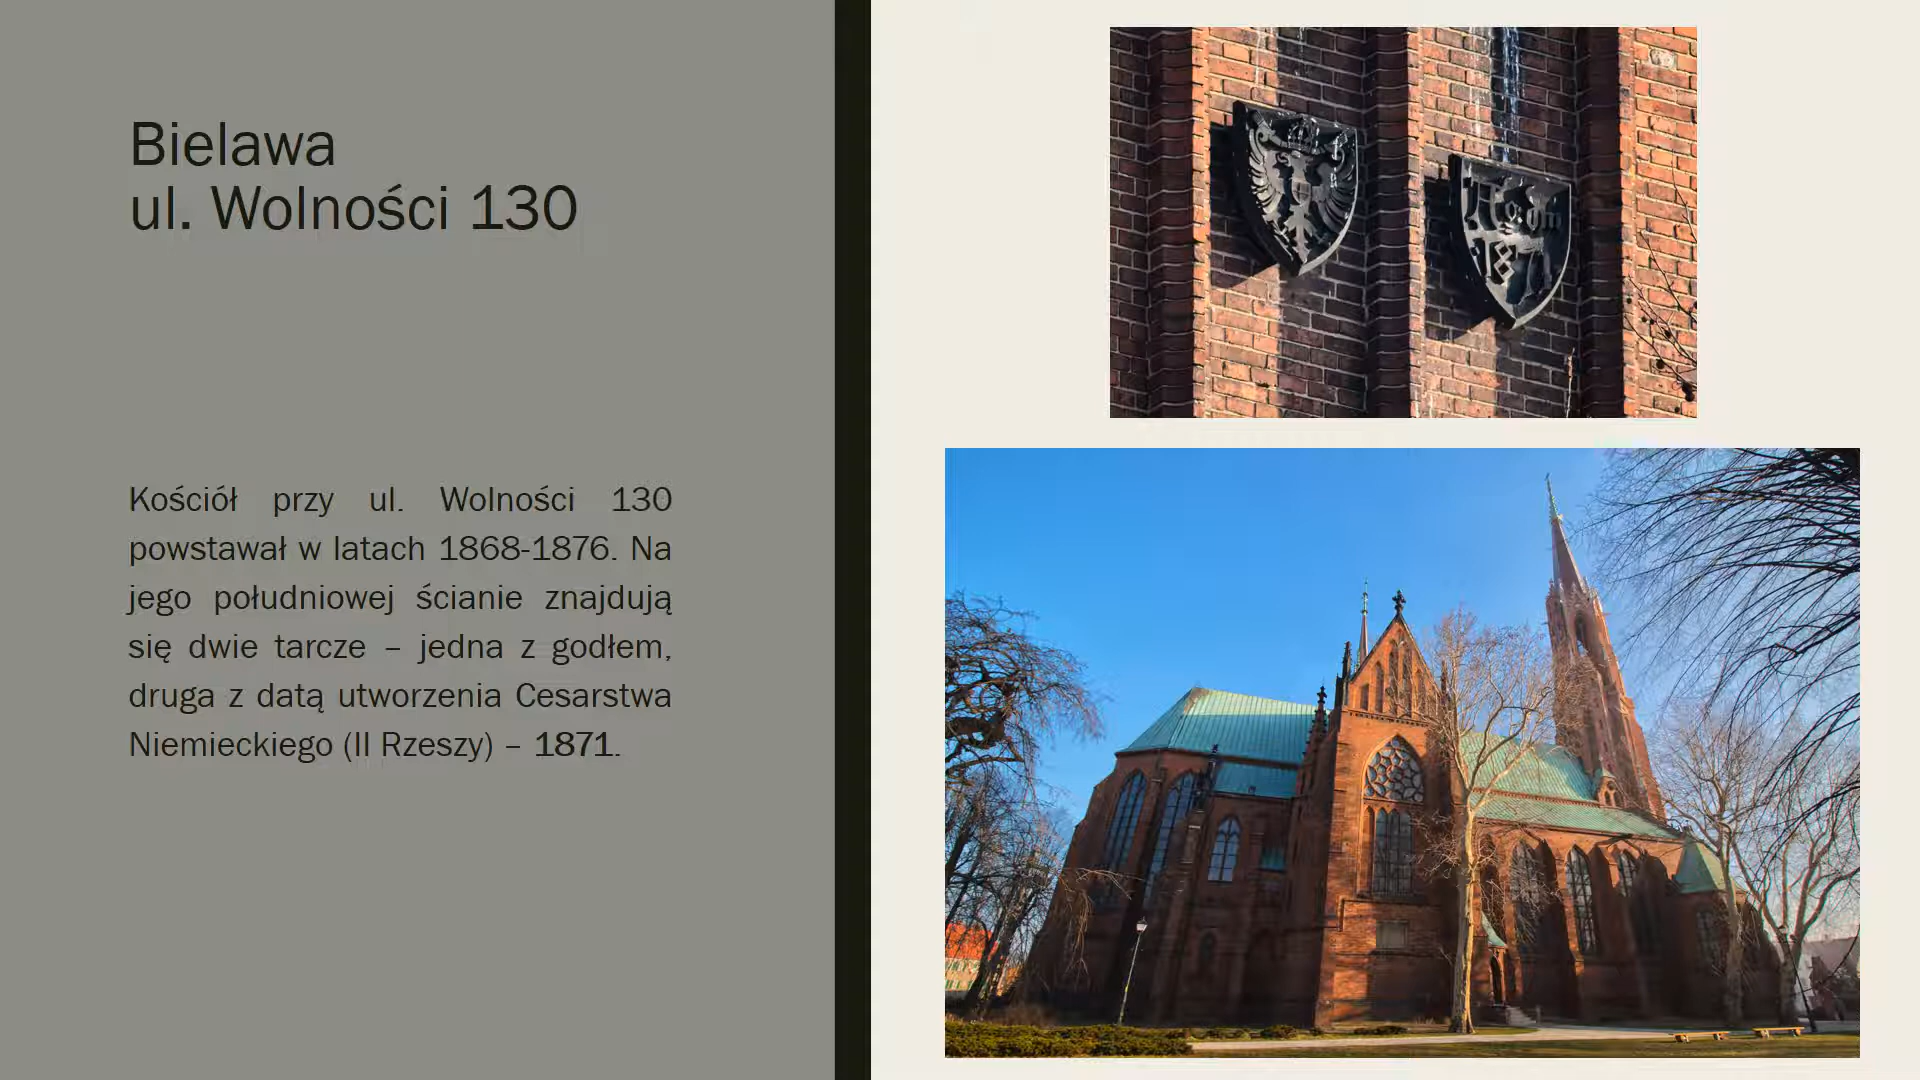 Bielawa
ul. Wolności 130
Kościół przy ul. Wolności 130
powstawał w latach 1868-1876. Na
jego południowej ścianie znajdują
się dwie tarcze – jedna z godłem,
druga z datą utworzenia Cesarstwa
Niemieckiego (II Rzeszy) – 1871.